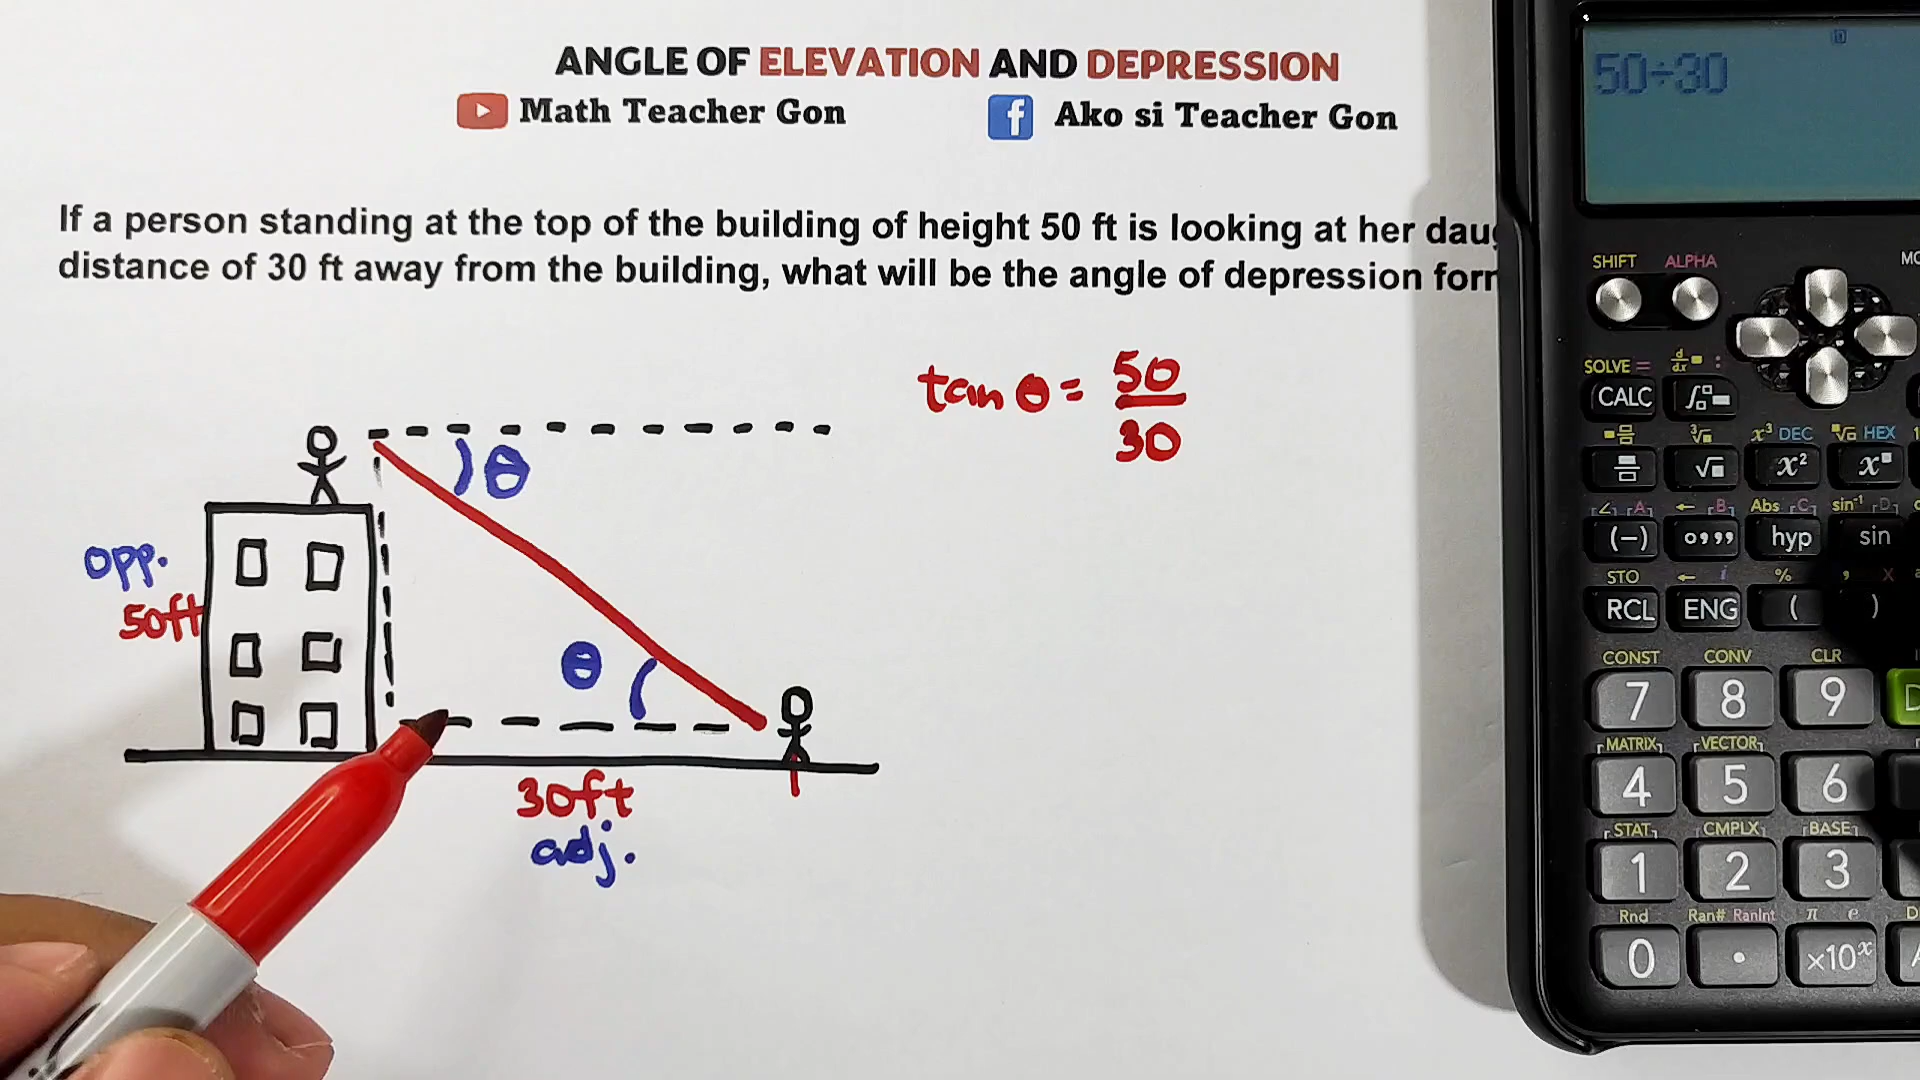 ANGLE OF ELEVATION AND DEPRESSION
Math Teacher Gon
Ako si Teacher Gon
If a person standing at the top of the building of height 50 ft is looking at her
distance of 30 ft away from the building, what will be the angle of depression
tan θ = 50
30
θ
opp.
50ft
θ
30ft
adj.
50÷30
SHIFT ALPHA
SOLVE = d/dx :
CALC ∫
³√ x³ DEC ˣ√ HEX
√ x² xˣ
∠ A ← B Abs C sin⁻¹ D
(−) °’’’ hyp sin
STO ← i % , X
RCL ENG ( )
CONST CONV CLR
7 8 9
MATRIX VECTOR
4 5 6
STAT CMPLX BASE
1 2 3
Rnd Ran# RanInt π e
0 . ×10ˣ